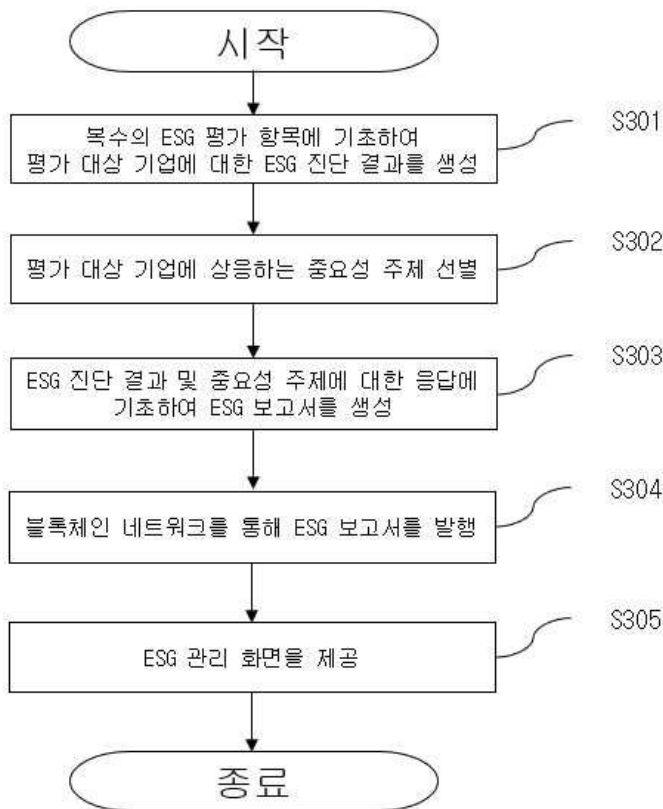 시작
복수의 ESG 평가 항목에 기초하여
평가 대상 기업에 대한 ESG 진단 결과를 생성
S301
평가 대상 기업에 상응하는 중요성 주제 선별
S302
ESG 진단 결과 및 중요성 주제에 대한 응답에
기초하여 ESG 보고서를 생성
S303
블록체인 네트워크를 통해 ESG 보고서를 발행
S304
ESG 관리 화면을 제공
S305
종료